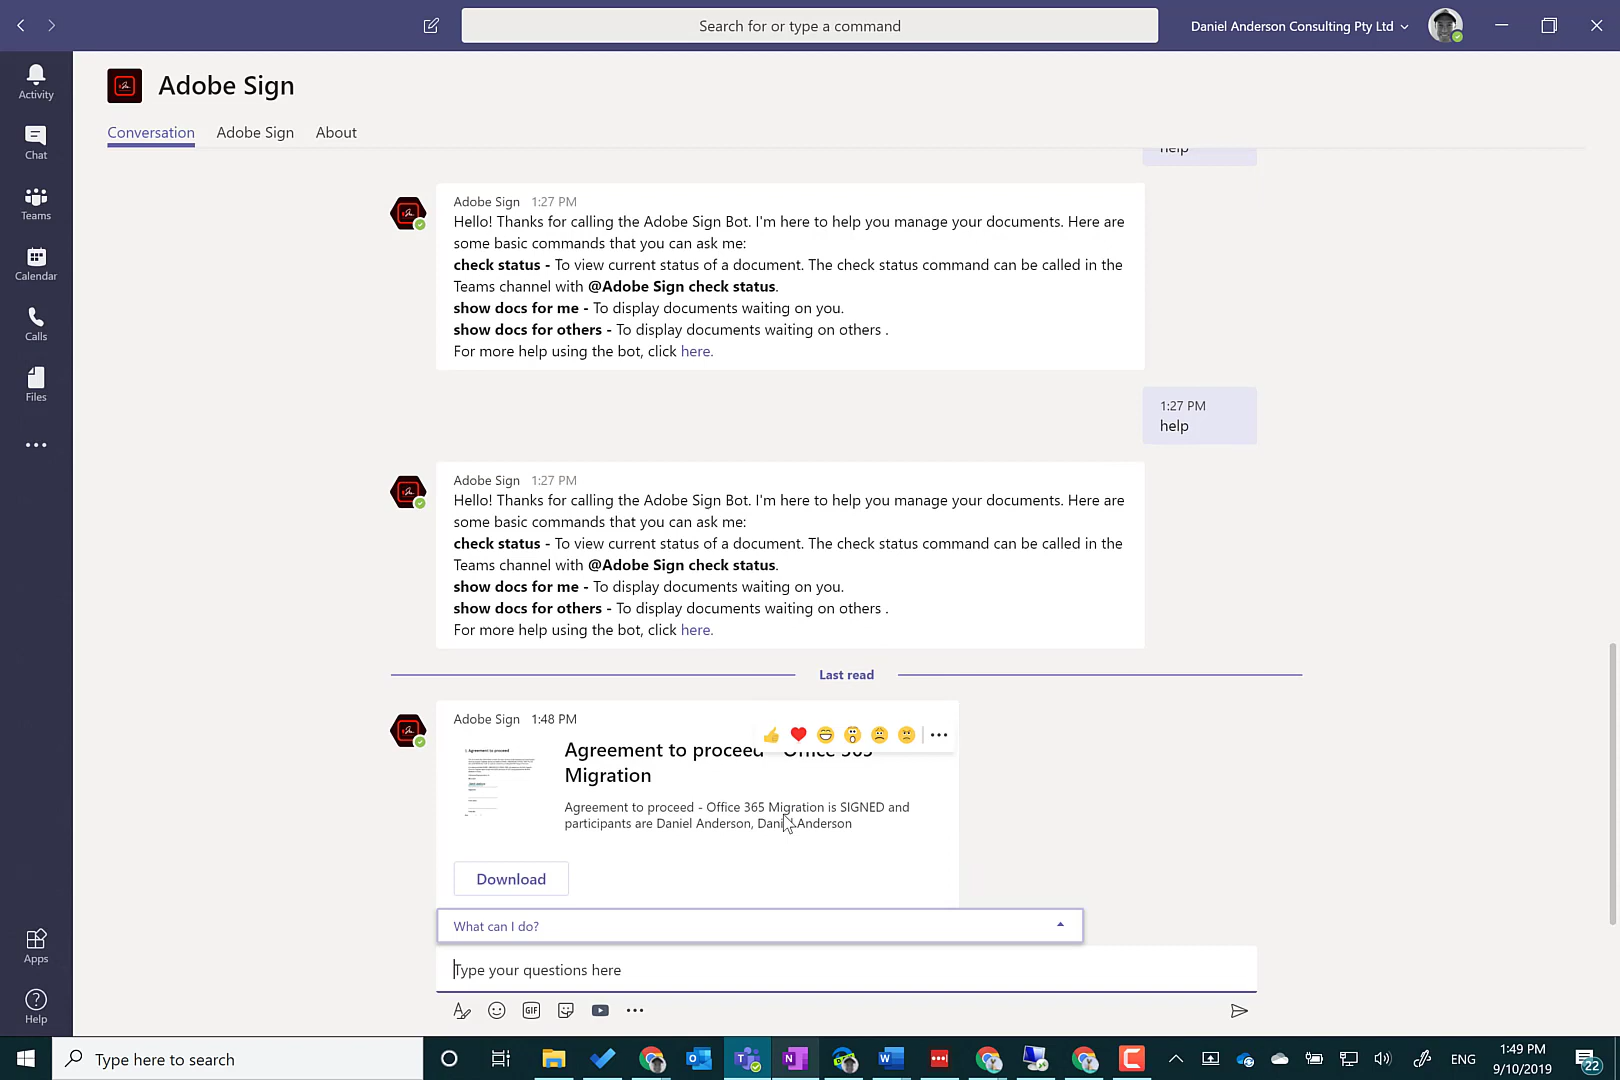 Search for or type a command
Daniel Anderson Consulting Pty Ltd
Activity
Chat
Teams
Calendar
Calls
Files
Apps
Help
Adobe Sign
Conversation
Adobe Sign
About
help
Adobe Sign 1:27 PM
Hello! Thanks for calling the Adobe Sign Bot. I'm here to help you manage your documents. Here are
some basic commands that you can ask me:
check status - To view current status of a document. The check status command can be called in the
Teams channel with @Adobe Sign check status.
show docs for me - To display documents waiting on you.
show docs for others - To display documents waiting on others .
For more help using the bot, click here.
1:27 PM
help
Adobe Sign 1:27 PM
Hello! Thanks for calling the Adobe Sign Bot. I'm here to help you manage your documents. Here are
some basic commands that you can ask me:
check status - To view current status of a document. The check status command can be called in the
Teams channel with @Adobe Sign check status.
show docs for me - To display documents waiting on you.
show docs for others - To display documents waiting on others .
For more help using the bot, click here.
Last read
Adobe Sign 1:48 PM
Agreement to proceed
Agreement to proceed - Office 365
Migration
Agreement to proceed - Office 365 Migration is SIGNED and
participants are Daniel Anderson, Daniel Anderson
Download
What can I do?
Type your questions here
GIF
Type here to search
ENG
1:49 PM
9/10/2019
22